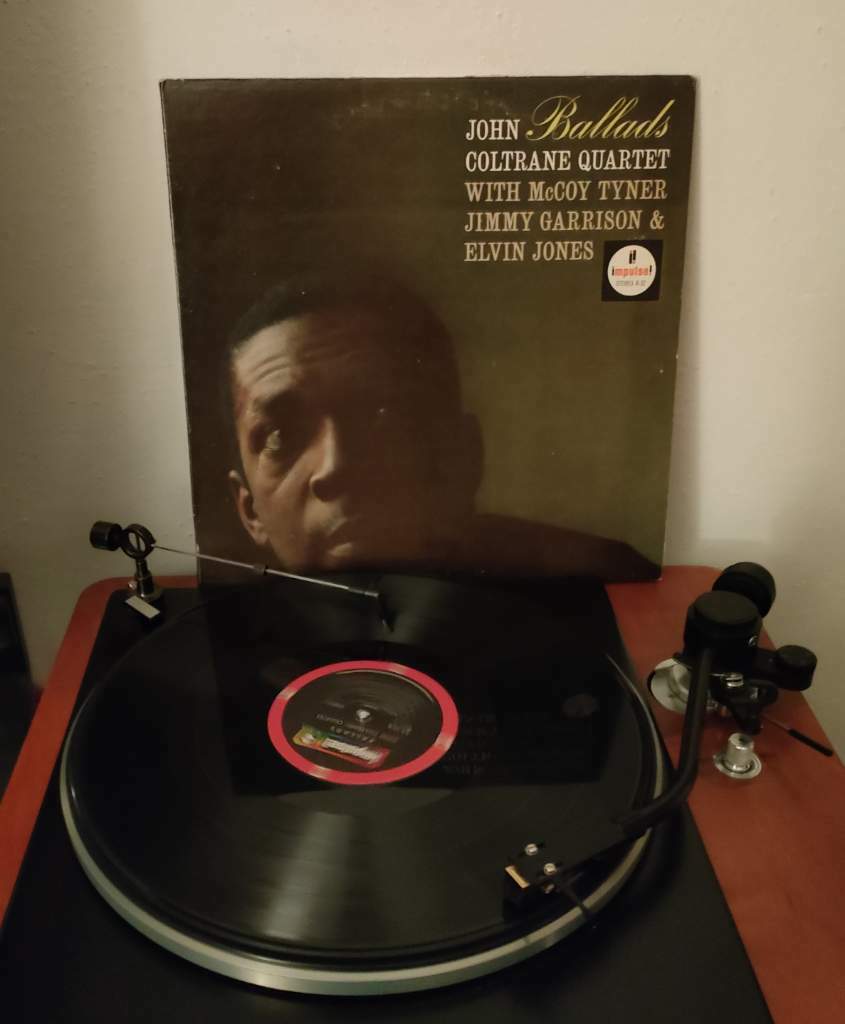 JOHN Ballads
COLTRANE QUARTET
WITH McCOY TYNER
JIMMY GARRISON &
ELVIN JONES
impulse!